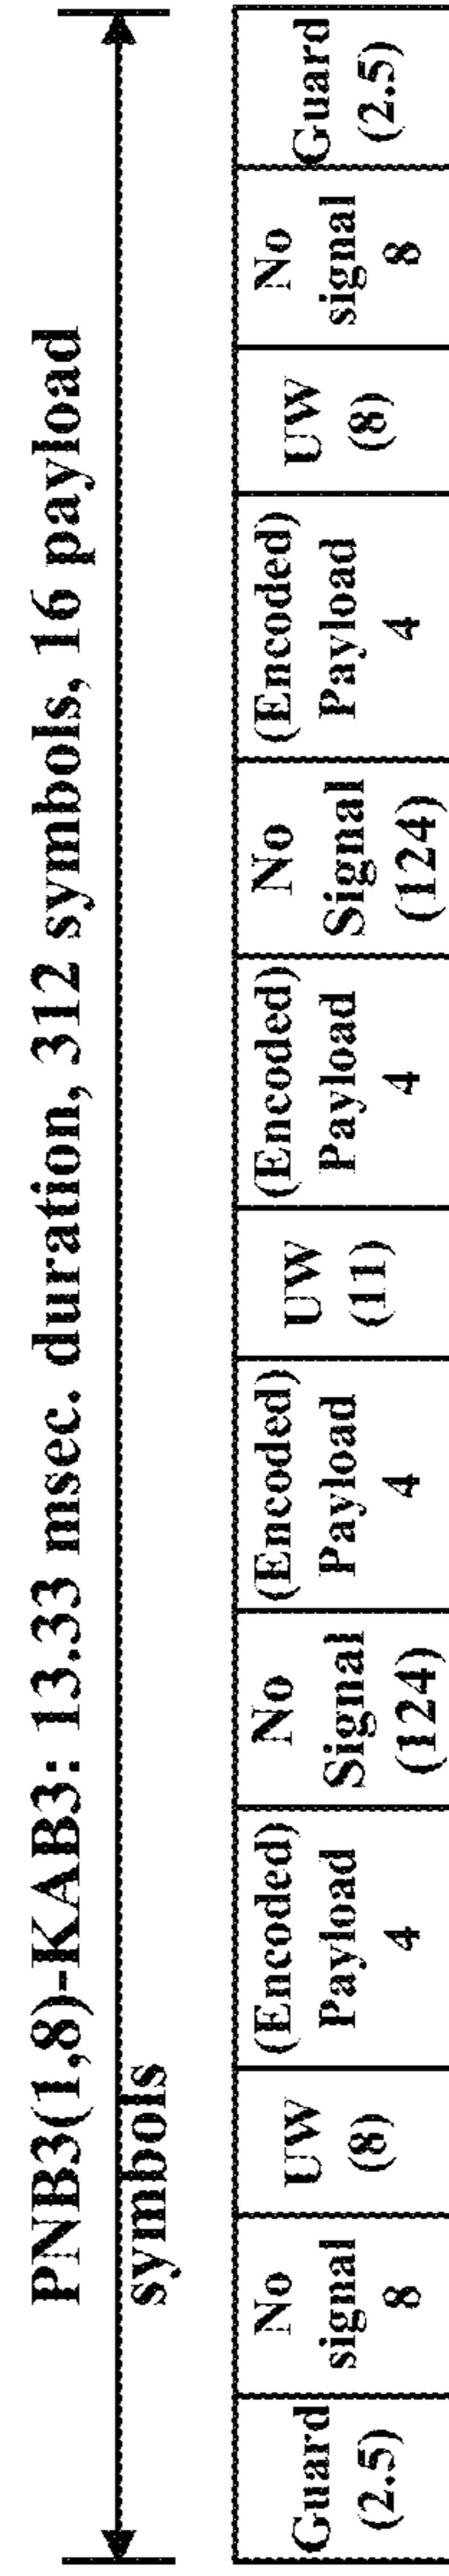 PNB3(1,8)-KAB3: 13.33 msec. duration, 312 symbols, 16 payload
symbols
Guard
(2.5)
No
signal
8
UW
(8)
(Encoded)
Payload
4
No
Signal
(124)
(Encoded)
Payload
4
UW
(11)
(Encoded)
Payload
4
No
Signal
(124)
(Encoded)
Payload
4
UW
(8)
No
signal
8
Guard
(2.5)